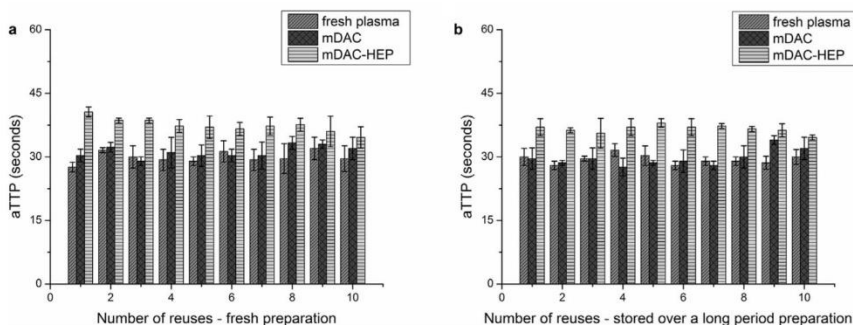 a
60
45
30
15
0
aTTP (seconds)
0 2 4 6 8 10
Number of reuses - fresh preparation
fresh plasma
mDAC
mDAC-HEP
b
60
45
30
15
0
aTTP (seconds)
0 2 4 6 8 10
Number of reuses - stored over a long period preparation
fresh plasma
mDAC
mDAC-HEP